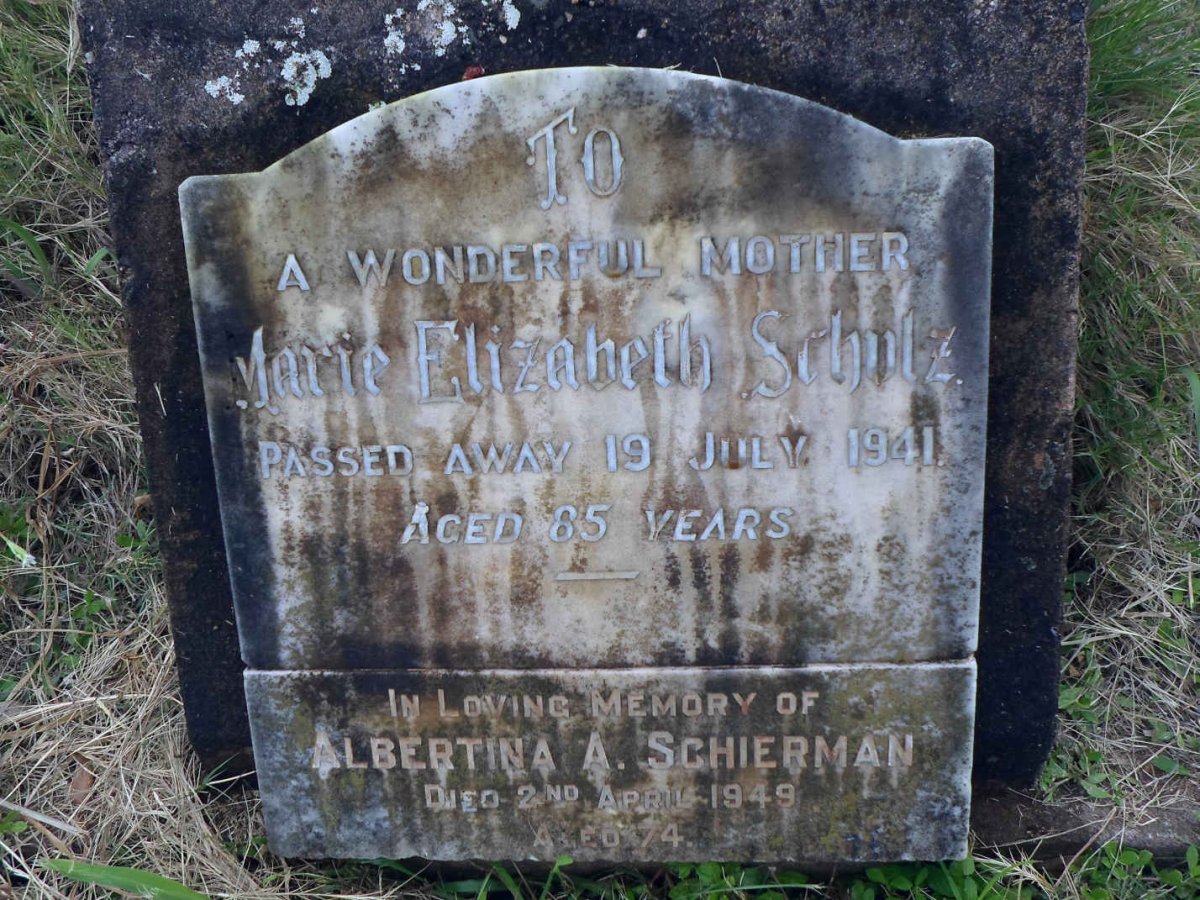 To
A WONDERFUL MOTHER
Marie Elizabeth Schulz.
PASSED AWAY 19 JULY 1941.
AGED 85 YEARS
IN LOVING MEMORY OF
ALBERTINA A. SCHIERMAN
DIED 2ND APRIL 1949
AGED 74